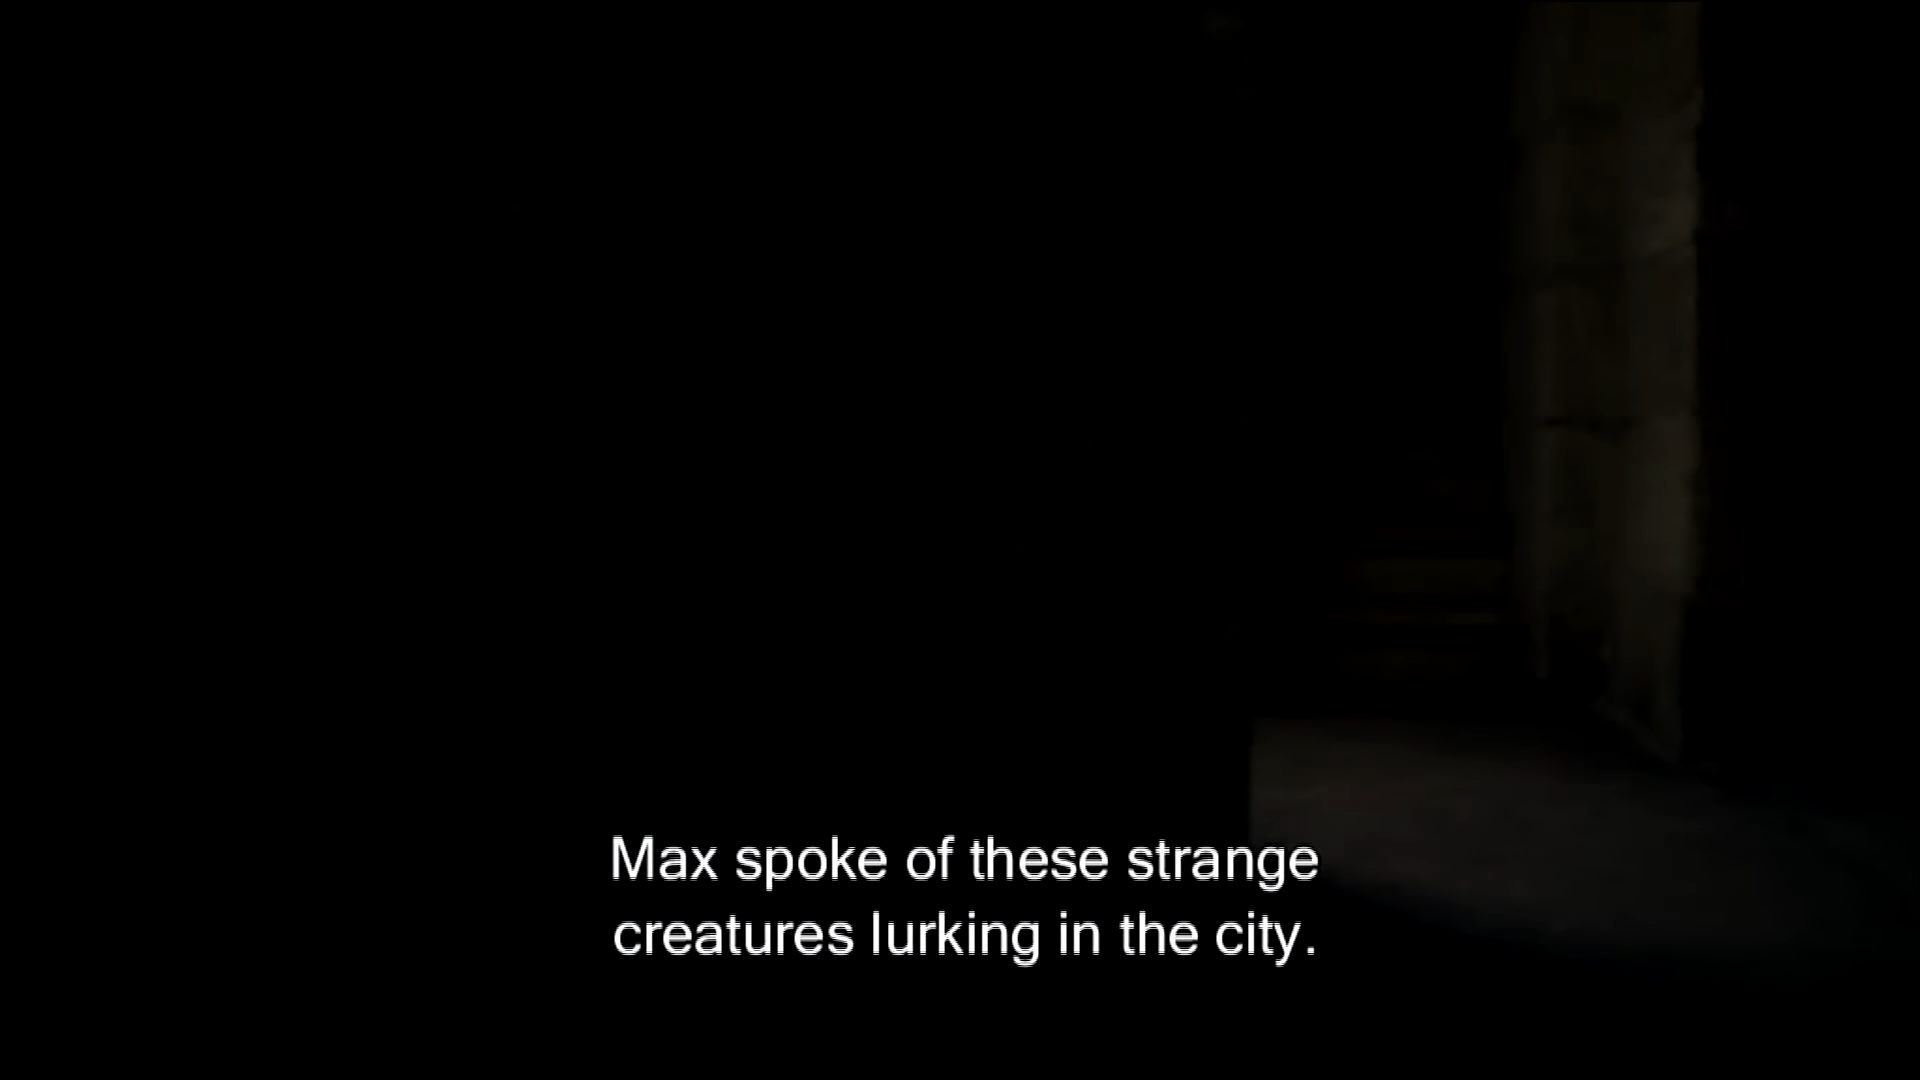 Max spoke of these strange
creatures lurking in the city.